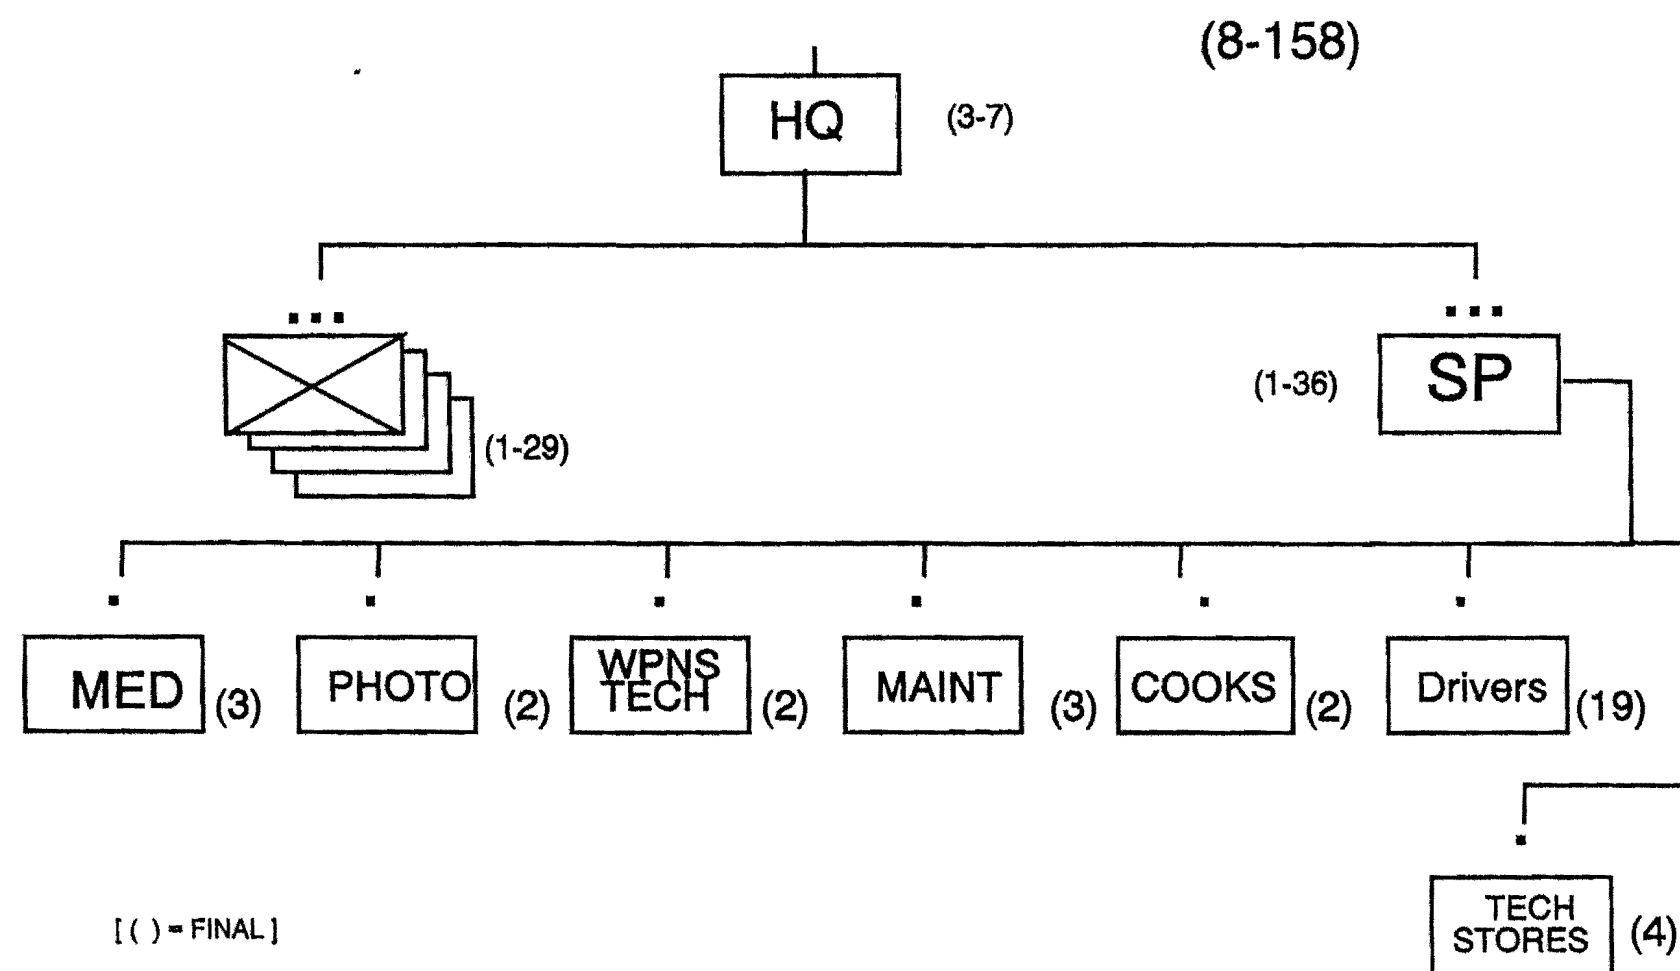 (8-158)
HQ (3-7)
(1-36) SP
(1-29)
MED (3) PHOTO (2) WPNS TECH (2) MAINT (3) COOKS (2) Drivers (19)
TECH
STORES (4)
[ ( ) = FINAL ]